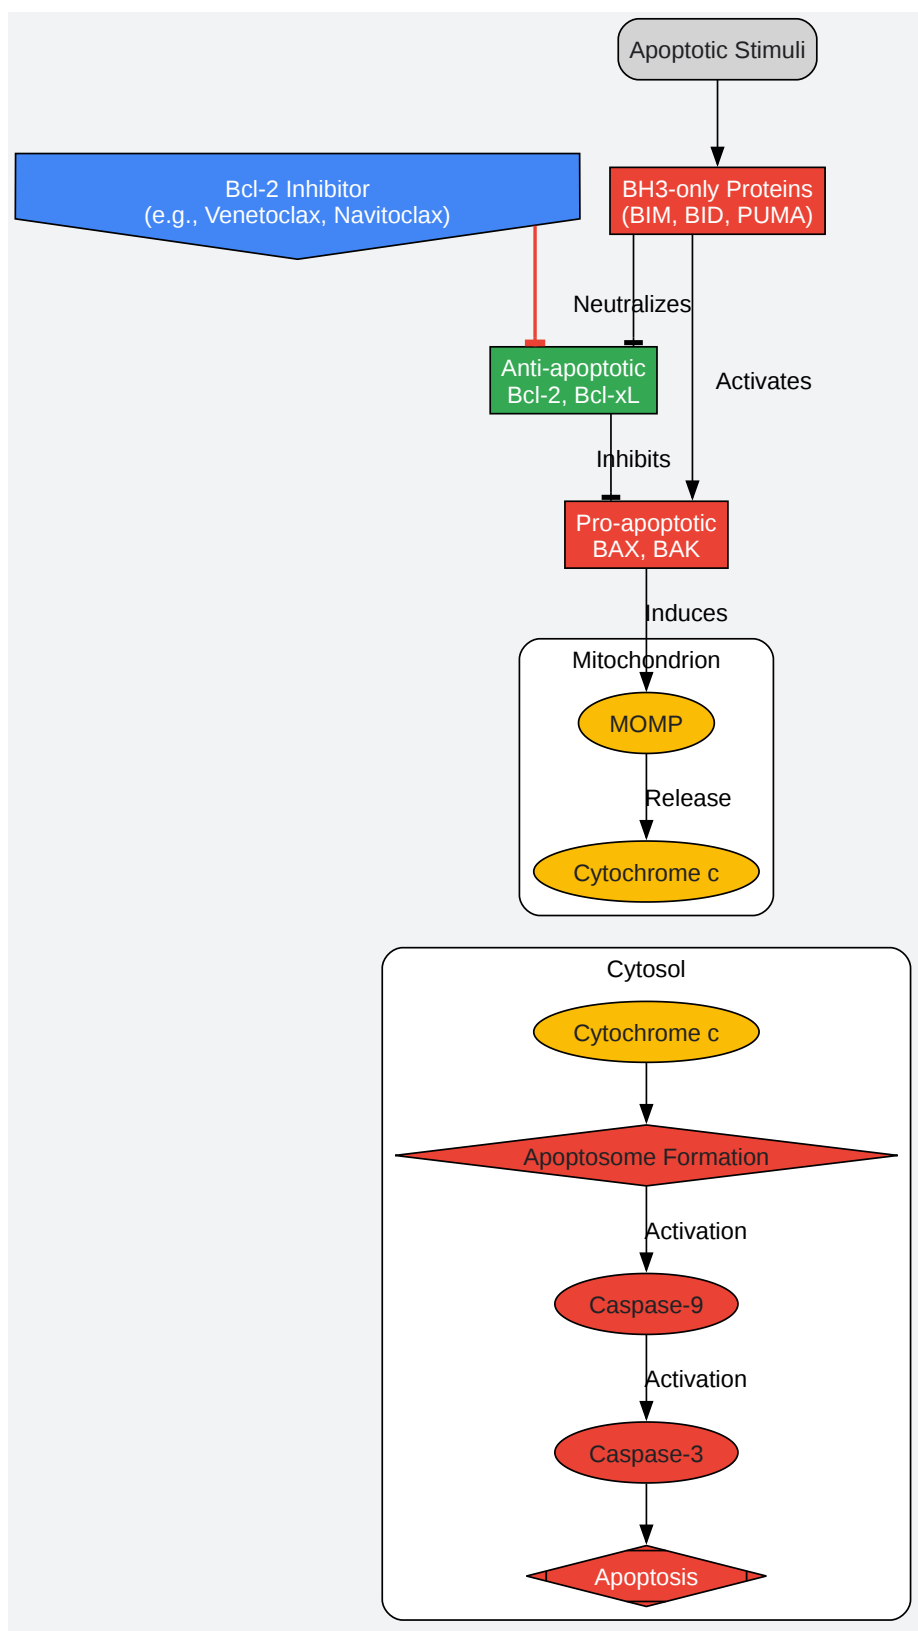 Apoptotic Stimuli
Bcl-2 Inhibitor
(e.g., Venetoclax, Navitoclax)
BH3-only Proteins
(BIM, BID, PUMA)
Neutralizes
Anti-apoptotic
Bcl-2, Bcl-xL
Activates
Inhibits
Pro-apoptotic
BAX, BAK
Induces
Mitochondrion
MOMP
Release
Cytochrome c
Cytosol
Cytochrome c
Apoptosome Formation
Activation
Caspase-9
Activation
Caspase-3
Apoptosis